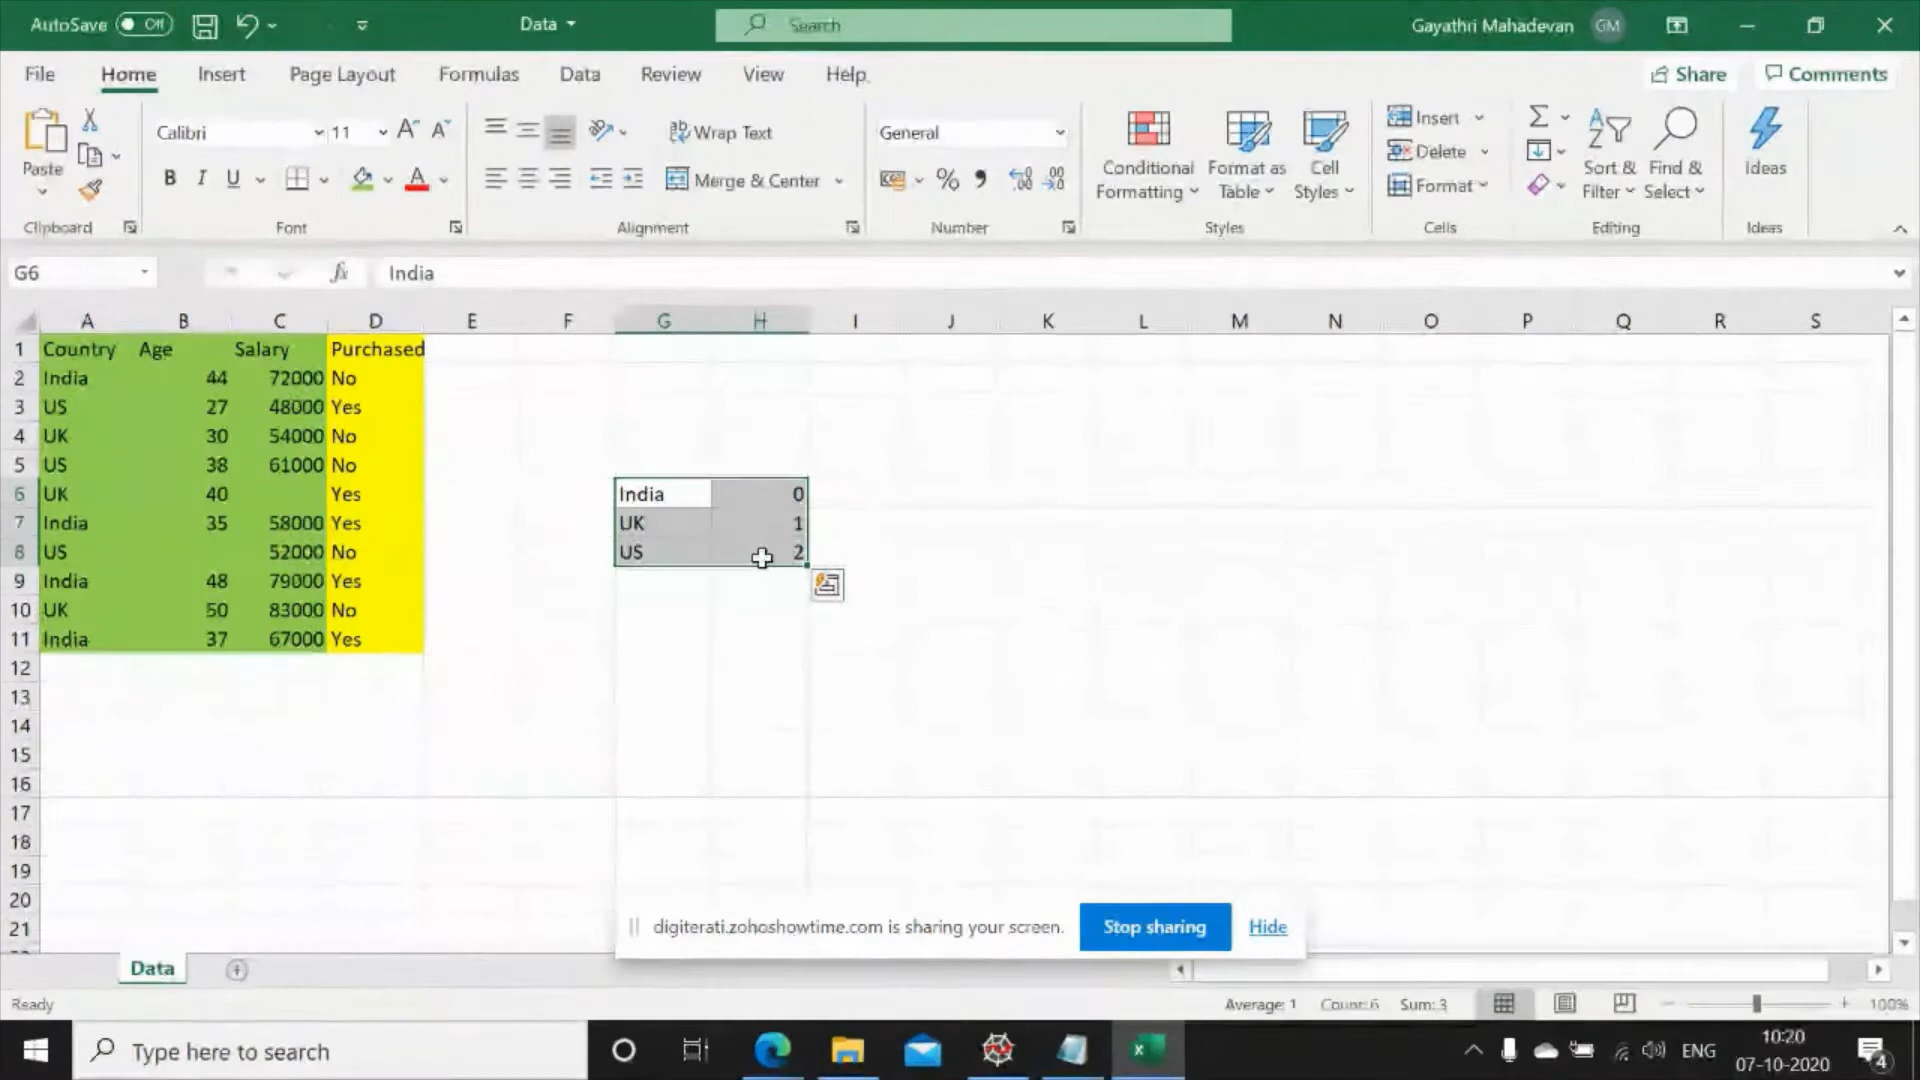 AutoSave Off Data Search Gayathri Mahadevan GM
File Home Insert Page Layout Formulas Data Review View Help Share Comments
Calibri 11 Wrap Text General Insert
Paste Conditional Format as Cell Delete Sort & Find & Ideas
B I U Merge & Center % Formatting Table Styles Format Filter Select
Clipboard Font Alignment Number Styles Cells Editing Ideas
G6 fx India
A B C D E F G H I J K L M N O P Q R S
1 Country Age Salary Purchased
2 India 44 72000 No
3 US 27 48000 Yes
4 UK 30 54000 No
5 US 38 61000 No
6 UK 40 Yes India 0
7 India 35 58000 Yes UK 1
8 US 52000 No US 2
9 India 48 79000 Yes
10 UK 50 83000 No
11 India 37 67000 Yes
12
13
14
15
16
17
18
19
20
21
digiterati.zohoshowtime.com is sharing your screen. Stop sharing Hide
Data
Ready Average: 1 Count: 6 Sum: 3 100%
Type here to search ENG 10:20
07-10-2020 4